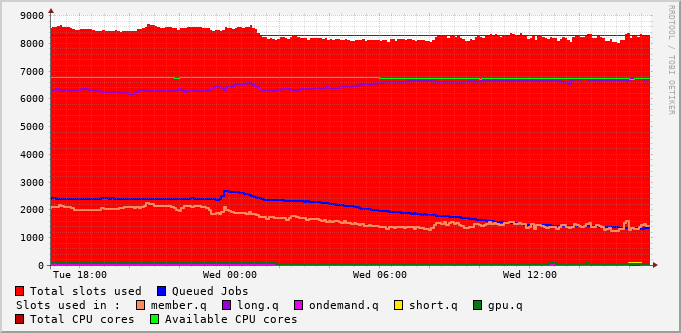 9000
8000
7000
6000
5000
4000
3000
2000
1000
0
Tue 18:00 Wed 00:00 Wed 06:00 Wed 12:00
RRDTOOL / TOBI OETIKER
Total slots used Queued Jobs
Slots used in : member.q long.q ondemand.q short.q gpu.q
Total CPU cores Available CPU cores